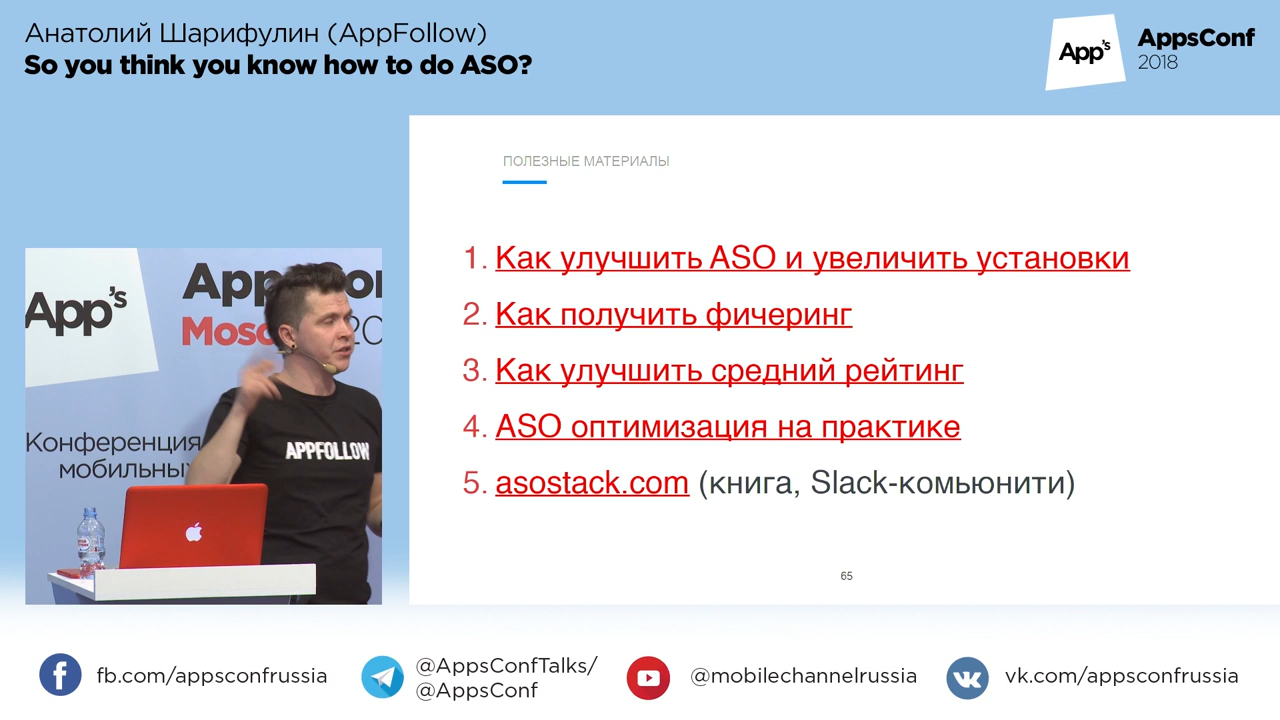 Анатолий Шарифулин (AppFollow)
So you think you know how to do ASO?
App's
AppsConf
2018
ПОЛЕЗНЫЕ МАТЕРИАЛЫ
1. Как улучшить ASO и увеличить установки
2. Как получить фичеринг
3. Как улучшить средний рейтинг
4. ASO оптимизация на практике
5. asostack.com (книга, Slack-комьюнити)
65
App's
Конференция
APPFOLLOW
fb.com/appsconfrussia
@AppsConfTalks/
@AppsConf
@mobilechannelrussia
vk.com/appsconfrussia